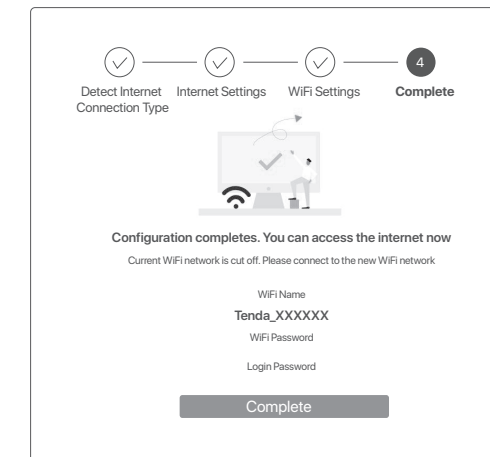 4
Detect Internet
Connection Type
Internet Settings
WiFi Settings
Complete
Configuration completes. You can access the internet now
Current WiFi network is cut off. Please connect to the new WiFi network
WiFi Name
Tenda_XXXXXX
WiFi Password
Login Password
Complete